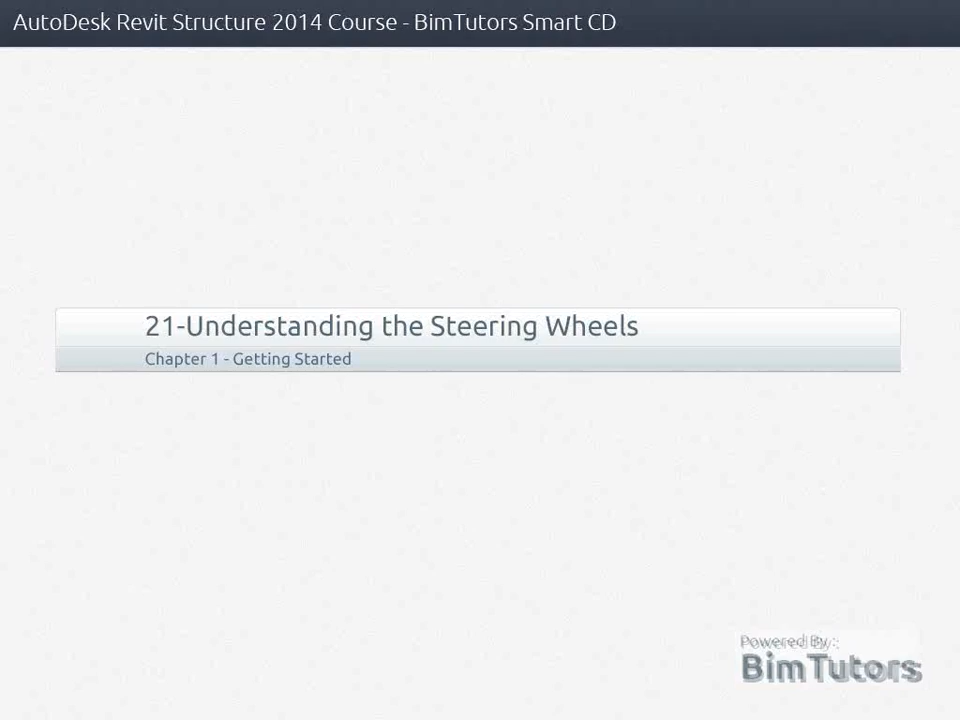 AutoDesk Revit Structure 2014 Course - BimTutors Smart CD
21-Understanding the Steering Wheels
Chapter 1 - Getting Started
Powered By :
BimTutors